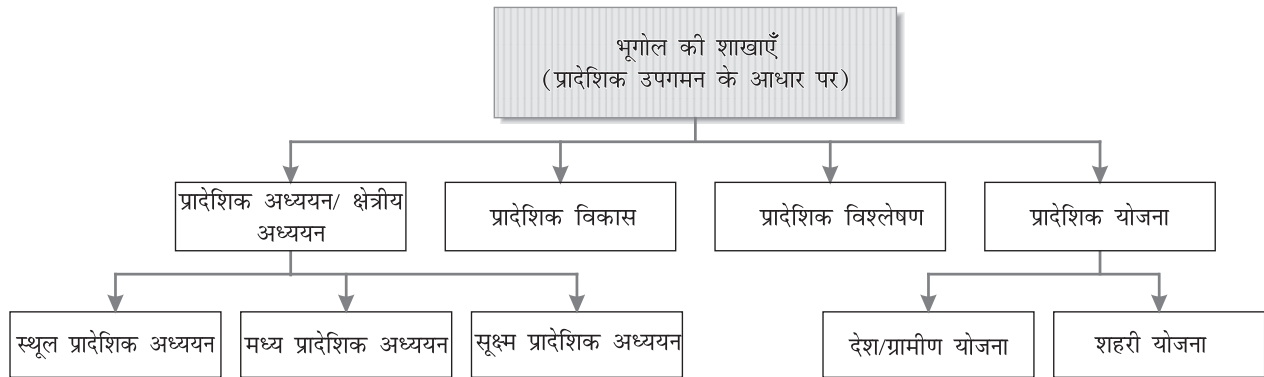 भूगोल की शाखाएँ
(प्रादेशिक उपगमन के आधार पर)
प्रादेशिक अध्ययन/ क्षेत्रीय
अध्ययन
प्रादेशिक विकास
प्रादेशिक विश्लेषण
प्रादेशिक योजना
स्थूल प्रादेशिक अध्ययन
मध्य प्रादेशिक अध्ययन
सूक्ष्म प्रादेशिक अध्ययन
देश/ग्रामीण योजना
शहरी योजना